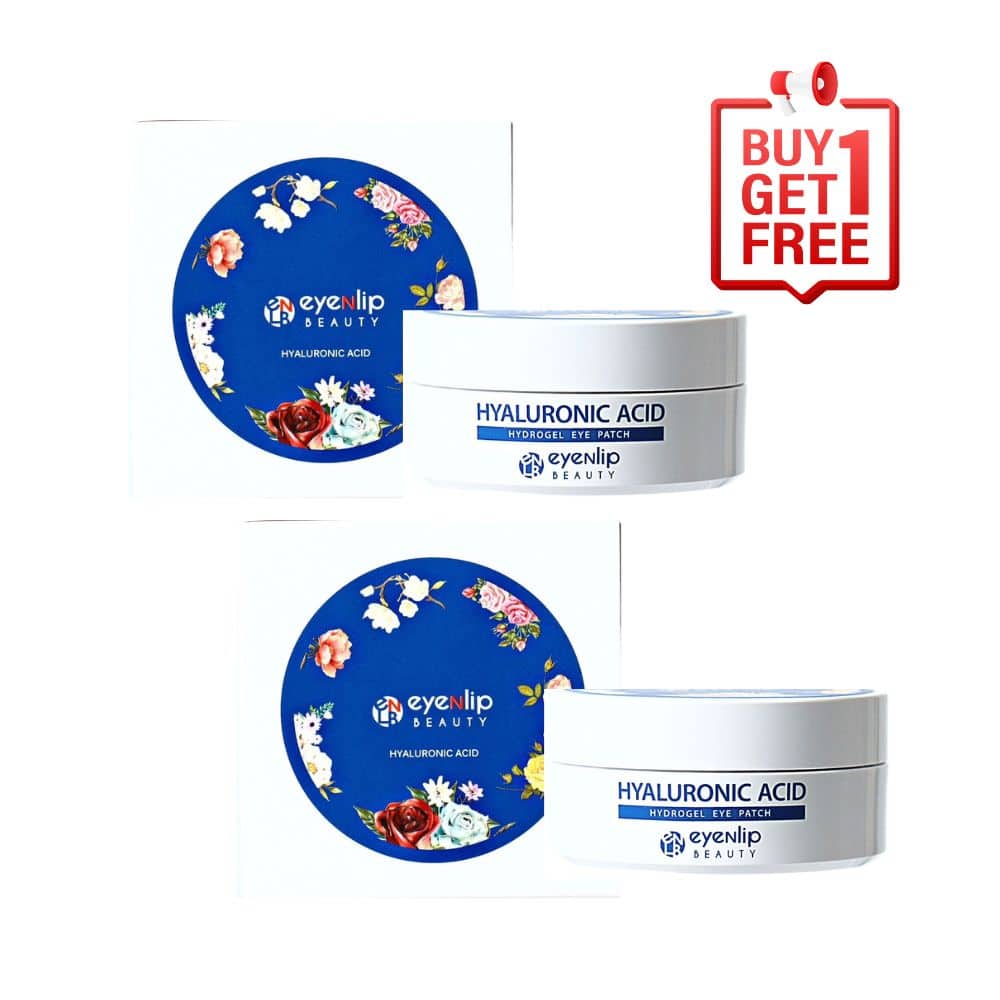 BUY 1
GET
FREE
eyeNlip
BEAUTY
HYALURONIC ACID
HYALURONIC ACID
HYDROGEL EYE PATCH
eyeNlip
BEAUTY
eyeNlip
BEAUTY
HYALURONIC ACID
HYALURONIC ACID
HYDROGEL EYE PATCH
eyeNlip
BEAUTY